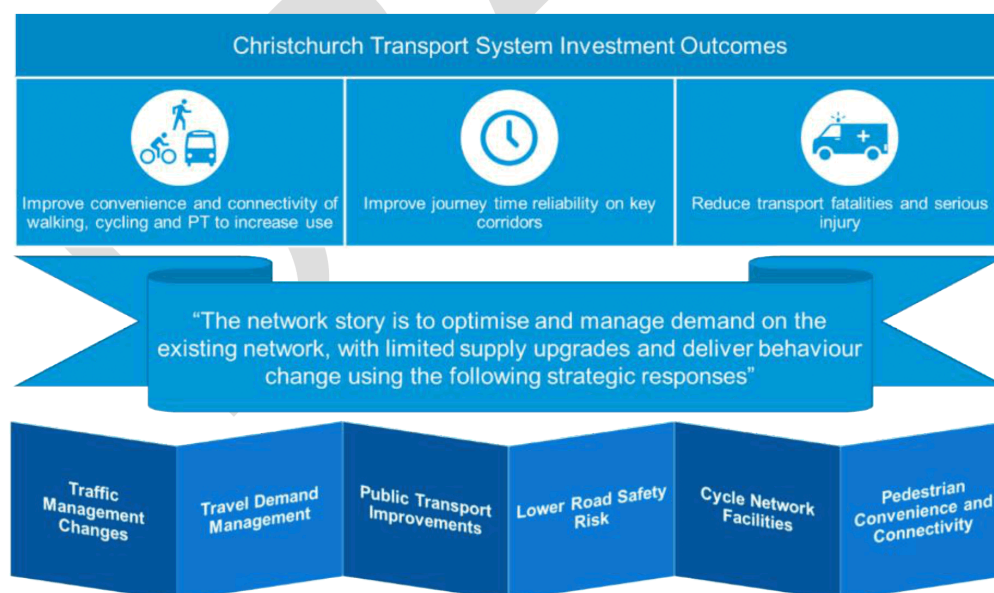 Christchurch Transport System Investment Outcomes
Improve convenience and connectivity of
walking, cycling and PT to increase use
Improve journey time reliability on key
corridors
Reduce transport fatalities and serious
injury
“The network story is to optimise and manage demand on the
existing network, with limited supply upgrades and deliver behaviour
change using the following strategic responses”
Traffic
Management
Changes
Travel Demand
Management
Public Transport
Improvements
Lower Road Safety
Risk
Cycle Network
Facilities
Pedestrian
Convenience and
Connectivity